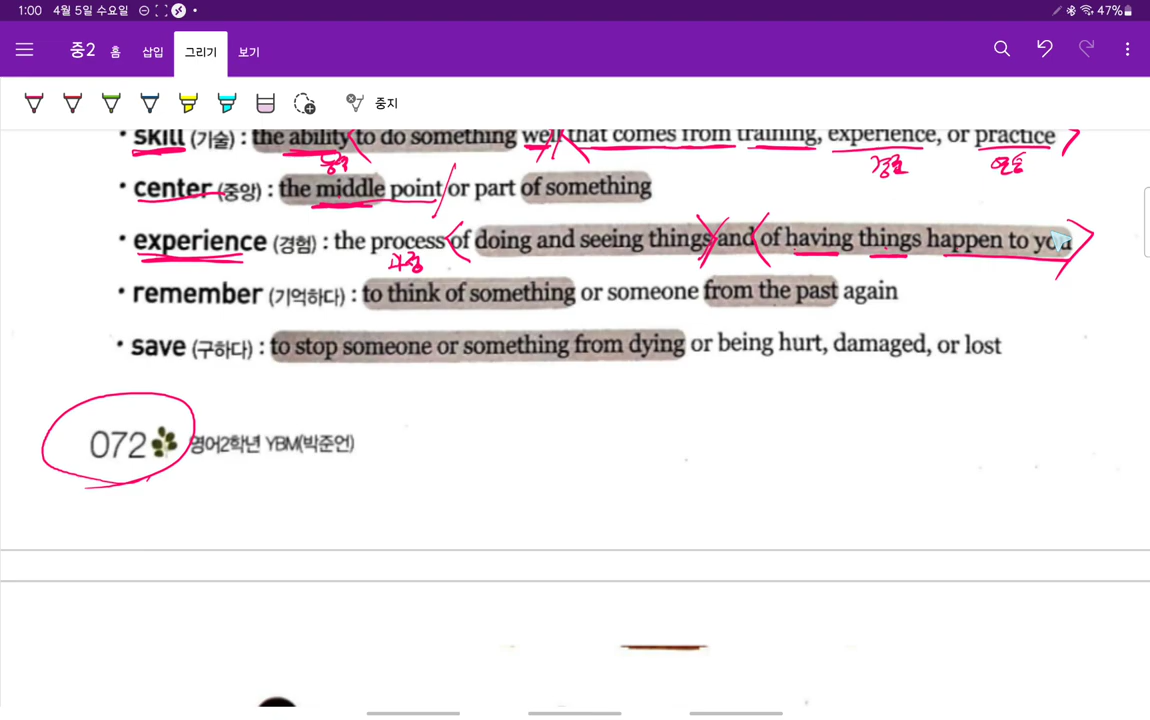 1:00 4월 5일 수요일 47%
중2 홈 삽입 그리기 보기
중지
• skill (기술) : the ability to do something well that comes from training, experience, or practice
능력 경험 연습
• center (중앙) : the middle point or part of something
• experience (경험) : the process of doing and seeing things and of having things happen to you
과정
• remember (기억하다) : to think of something or someone from the past again
• save (구하다) : to stop someone or something from dying or being hurt, damaged, or lost
072 영어2학년 YBM(박준언)